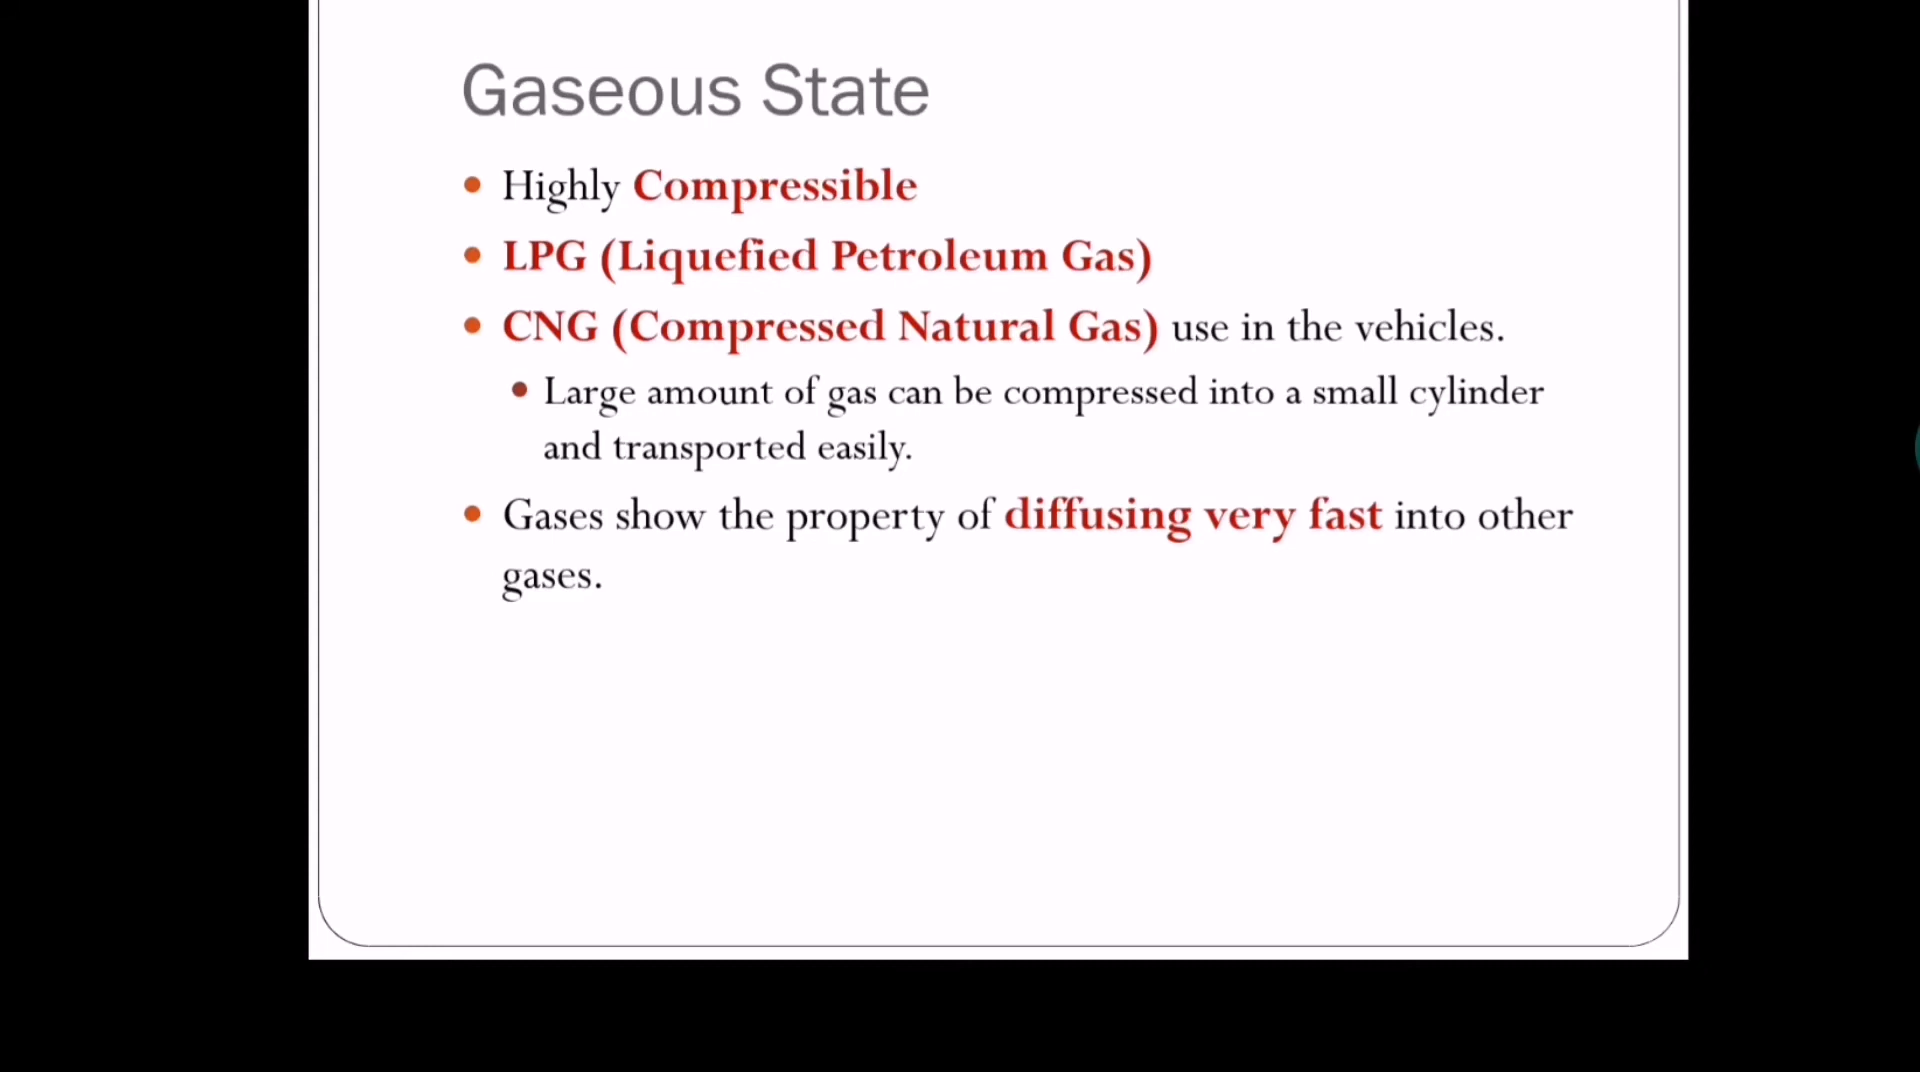 Gaseous State
• Highly Compressible
• LPG (Liquefied Petroleum Gas)
• CNG (Compressed Natural Gas) use in the vehicles.
• Large amount of gas can be compressed into a small cylinder
and transported easily.
• Gases show the property of diffusing very fast into other
gases.